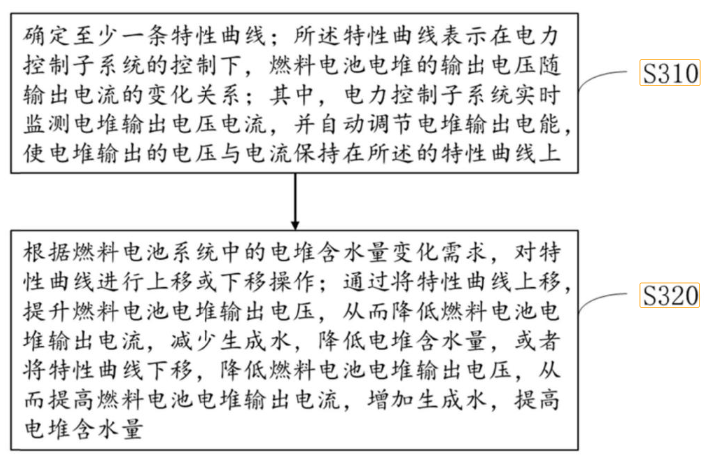 确定至少一条特性曲线；所述特性曲线表示在电力
控制子系统的控制下，燃料电池电堆的输出电压随
输出电流的变化关系；其中，电力控制子系统实时
监测电堆输出电压电流，并自动调节电堆输出电能，
使电堆输出的电压与电流保持在所述的特性曲线上
S310
根据燃料电池系统中的电堆含水量变化需求，对特
性曲线进行上移或下移操作；通过将特性曲线上移，
提升燃料电池电堆输出电压，从而降低燃料电池电
堆输出电流，减少生成水，降低电堆含水量，或者
将特性曲线下移，降低燃料电池电堆输出电压，从
而提高燃料电池电堆输出电流，增加生成水，提高
电堆含水量
S320